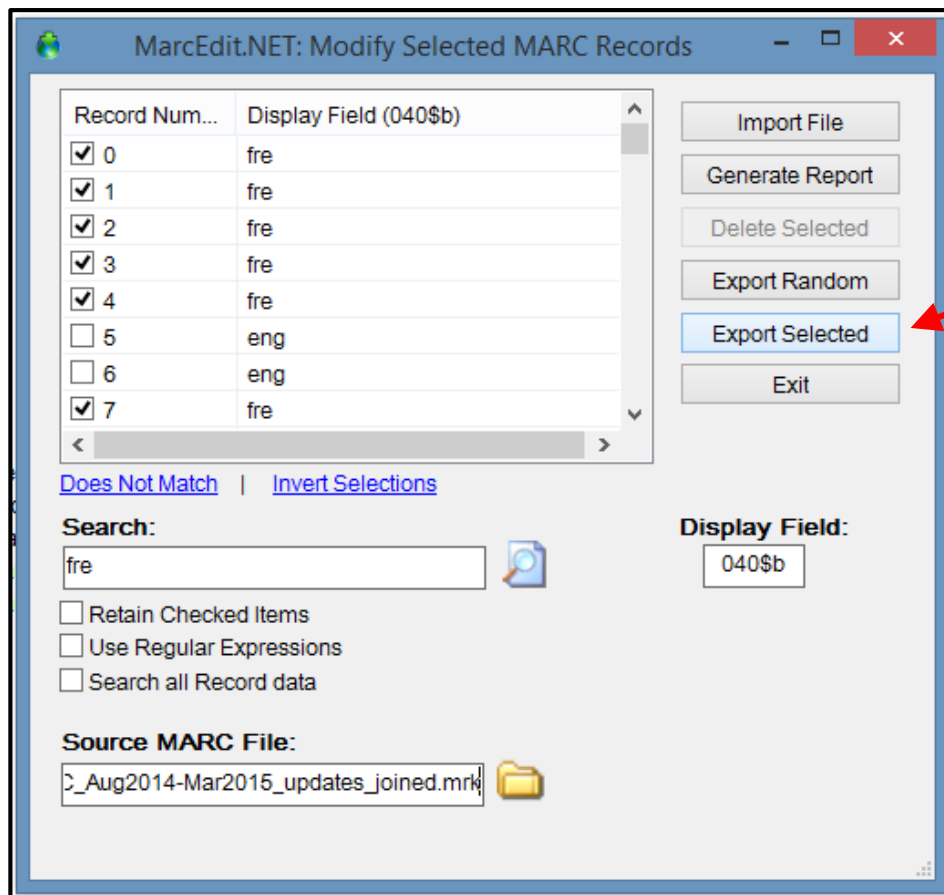 MarcEdit.NET: Modify Selected MARC Records
Record Num... Display Field (040$b)
0 fre
1 fre
2 fre
3 fre
4 fre
5 eng
6 eng
7 fre
Import File
Generate Report
Delete Selected
Export Random
Export Selected
Exit
Does Not Match | Invert Selections
Search:
fre
Display Field:
040$b
Retain Checked Items
Use Regular Expressions
Search all Record data
Source MARC File:
_Aug2014-Mar2015_updates_joined.mrk